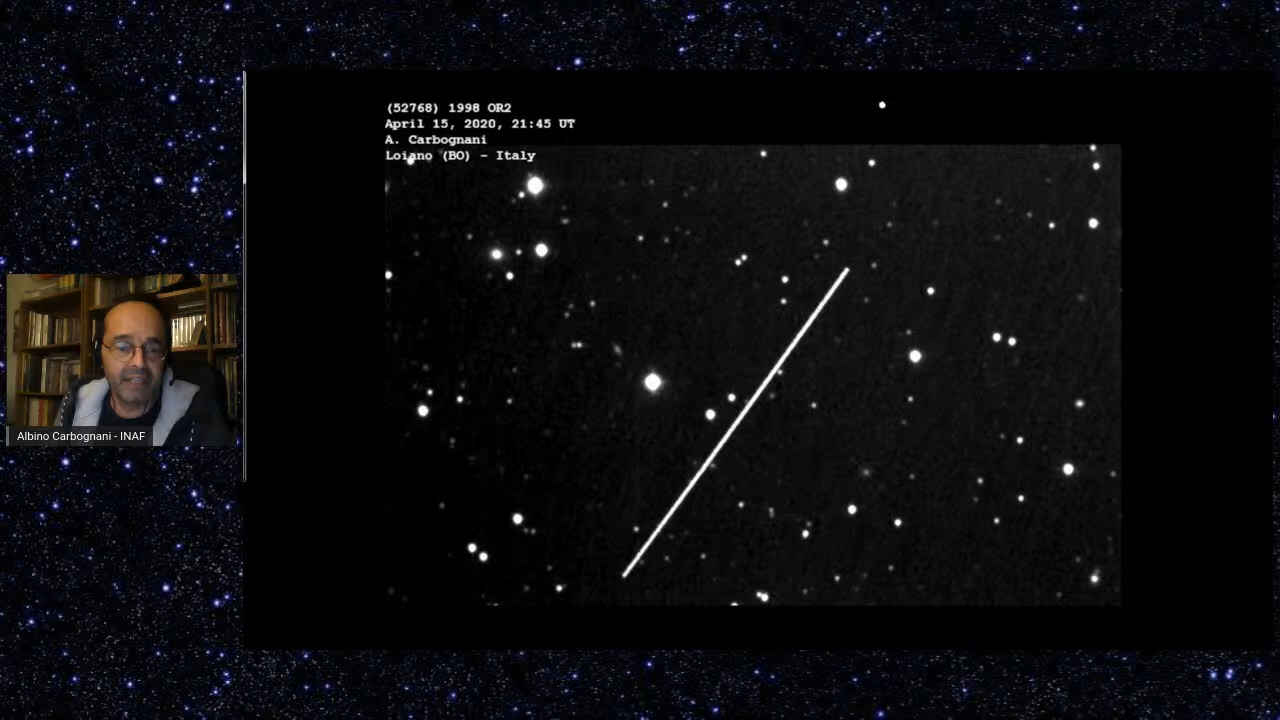 (52768) 1998 OR2
April 15, 2020, 21:45 UT
A. Carbognani
Loiano (BO) - Italy
Albino Carbognani - INAF